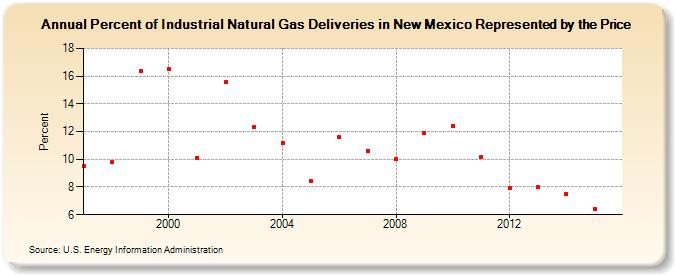 Annual Percent of Industrial Natural Gas Deliveries in New Mexico Represented by the Price
Percent
18
16
14
12
10
8
6
2000 2004 2008 2012
Source: U.S. Energy Information Administration